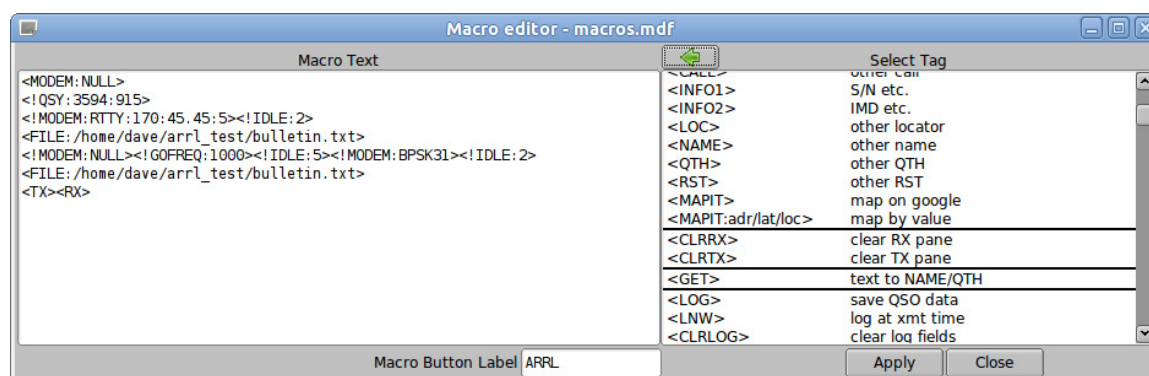 Macro editor - macros.mdf
Macro Text
Select Tag
<MODEM:NULL>
<!QSY:3594:915>
<!MODEM:RTTY:170:45.45:5><!IDLE:2>
<FILE:/home/dave/arrl_test/bulletin.txt>
<!MODEM:NULL><!GOFREQ:1000><!IDLE:5><!MODEM:BPSK31><!IDLE:2>
<FILE:/home/dave/arrl_test/bulletin.txt>
<TX><RX>
<CALL> other call
<INFO1> S/N etc.
<INFO2> IMD etc.
<LOC> other locator
<NAME> other name
<QTH> other QTH
<RST> other RST
<MAPIT> map on google
<MAPIT:adr/lat/loc> map by value
<CLRRX> clear RX pane
<CLRTX> clear TX pane
<GET> text to NAME/QTH
<LOG> save QSO data
<LNW> log at xmt time
<CLRLOG> clear log fields
Macro Button Label ARRL
Apply
Close